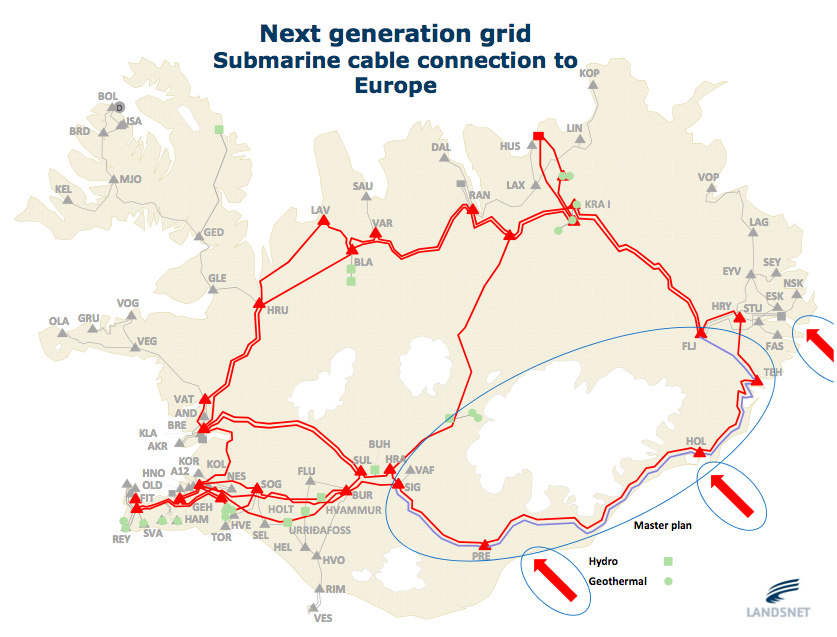 Next generation grid
Submarine cable connection to
Europe
KOP
BOL
D
ISA
BRD
LIN
HUS
DAL
MJO
VOP
KEL
SAU
LAX
RAN
KRA I
LAV
VAR
LAG
GED
BLA
EYV
SEY
GLE
NSK
HRU
ESK
VOG
HRY
STU
OLA
GRU
VEG
FLJ
FAS
TEH
VAT
AND
BRE
KLA
AKR
BUH
HOL
KOR
KOL
SUL
HRA
VAF
HNO
A12
NES
FLU
OLD
SOG
SIG
FIT
BUR
GEH
HOLT
HVAMMUR
REY
SVA
HAM
HVE
TOR
SEL
URRIÐAFOSS
Master plan
HEL
PRE
HVO
Hydro
Geothermal
RIM
VES
LANDSNET